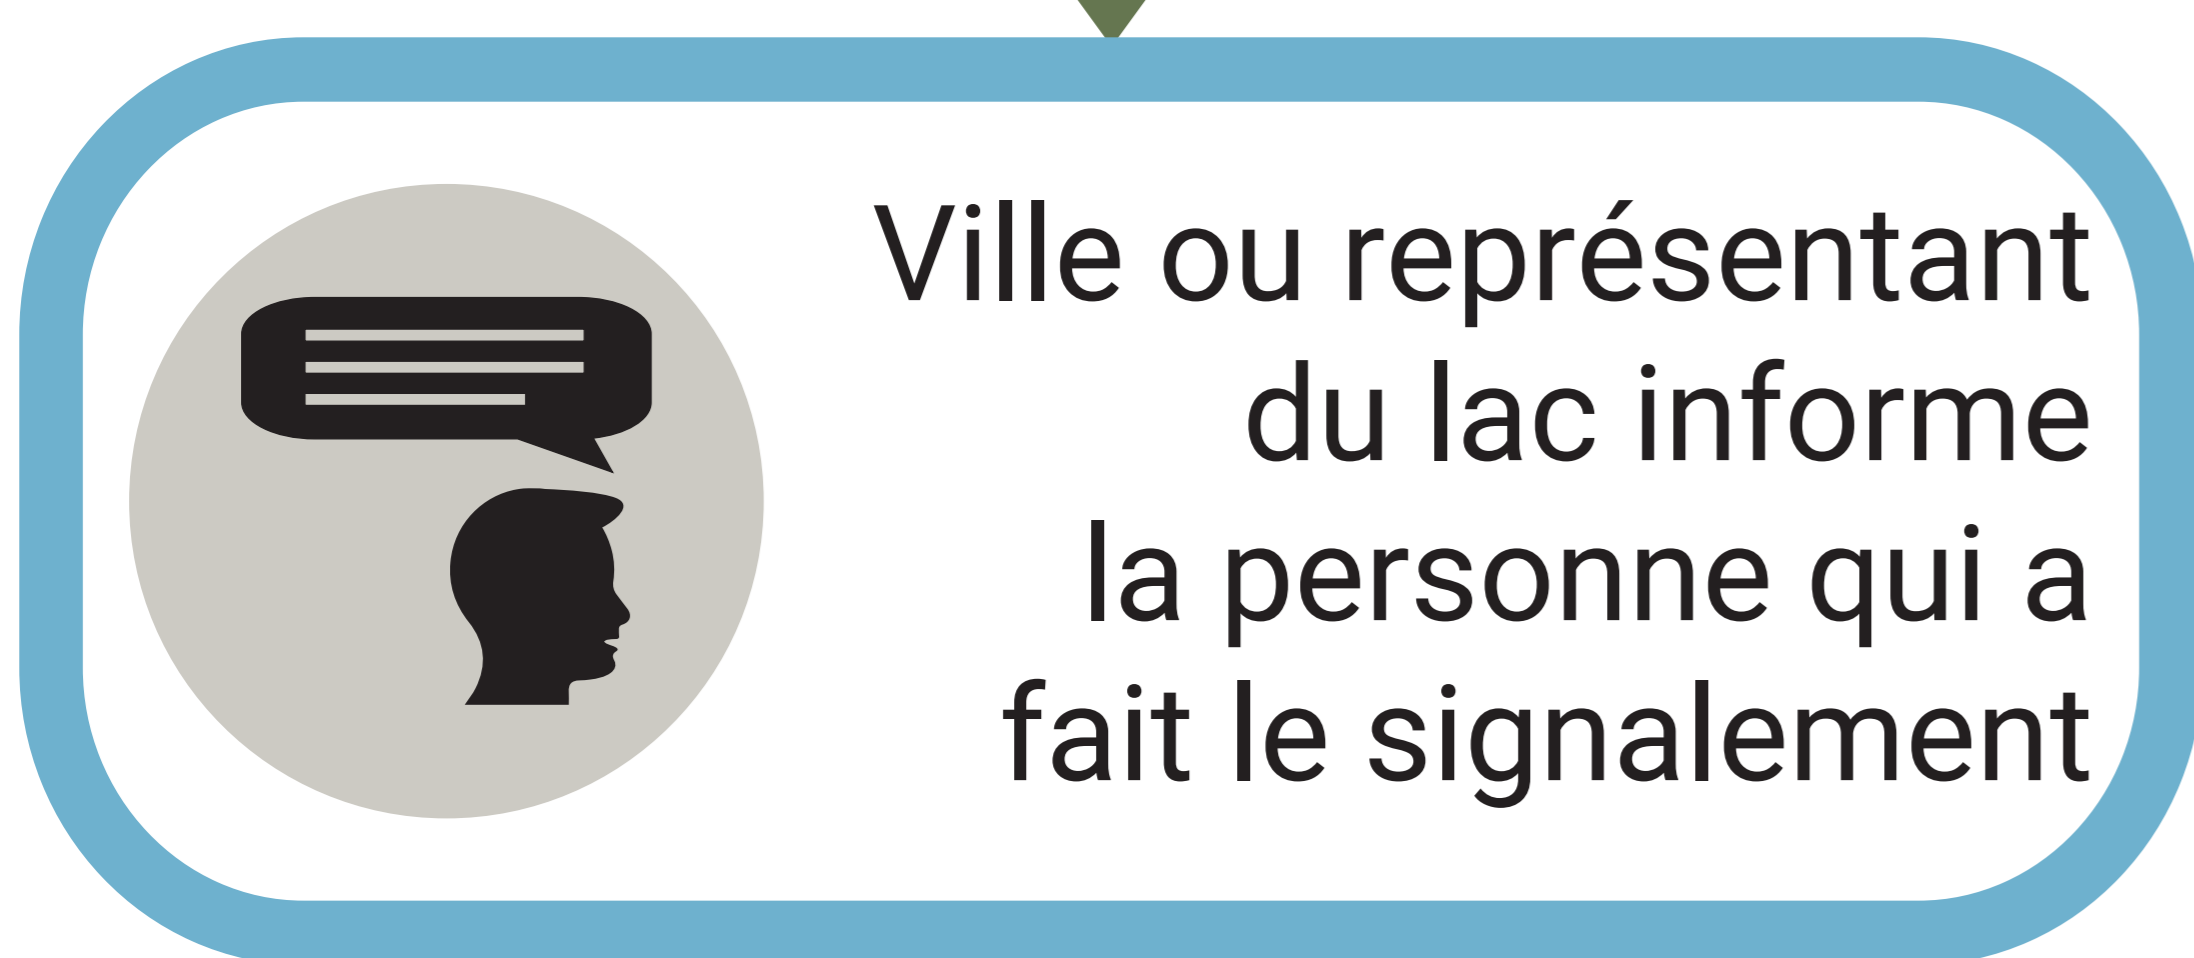 Ville ou représentant
du lac informe
la personne qui a
fait le signalement